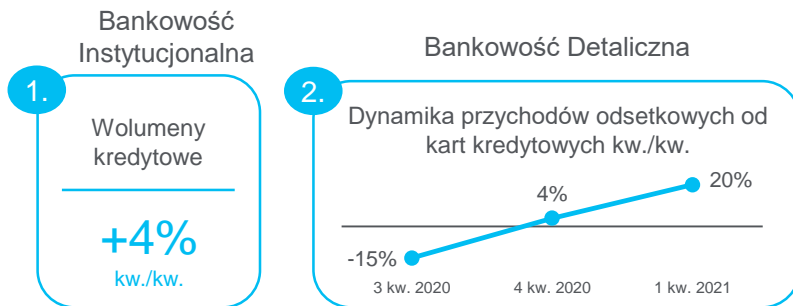 Bankowość
Instytucjonalna
1.
Wolumeny
kredytowe
+4%
kw./kw.
Bankowość Detaliczna
2.
Dynamika przychodów odsetkowych od
kart kredytowych kw./kw.
-15%
4%
20%
3 kw. 2020
4 kw. 2020
1 kw. 2021